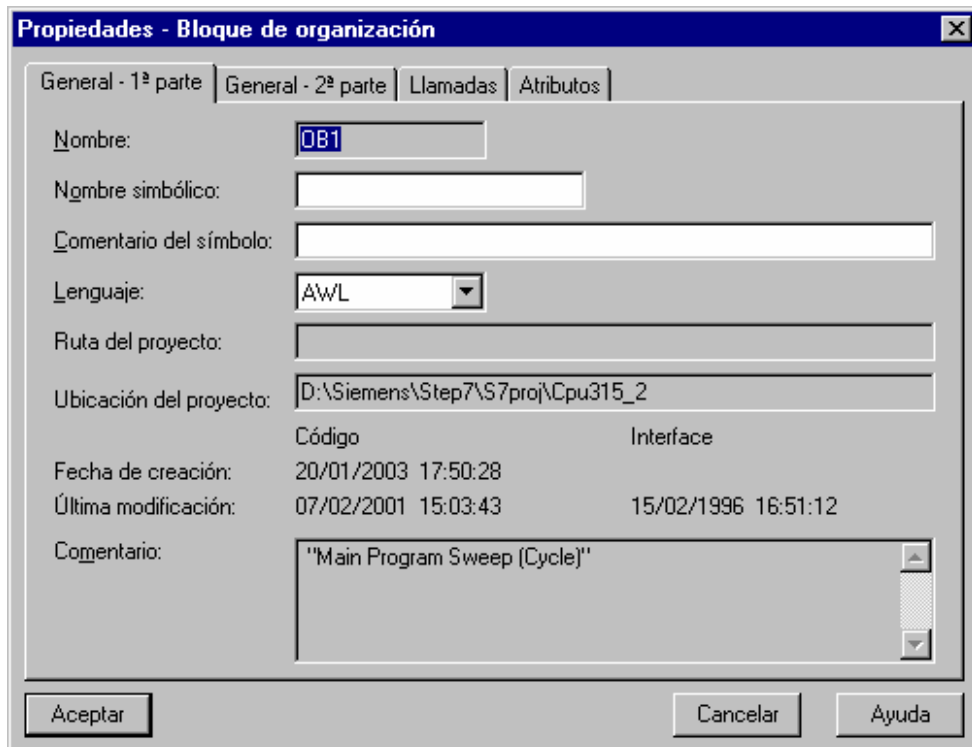 Propiedades - Bloque de organización
General - 1ª parte General - 2ª parte Llamadas Atributos
Nombre: OB1
Nombre simbólico:
Comentario del símbolo:
Lenguaje: AWL
Ruta del proyecto:
Ubicación del proyecto: D:\Siemens\Step7\S7proj\Cpu315_2
Código Interface
Fecha de creación: 20/01/2003 17:50:28
Última modificación: 07/02/2001 15:03:43 15/02/1996 16:51:12
Comentario: "Main Program Sweep (Cycle)"
Aceptar Cancelar Ayuda